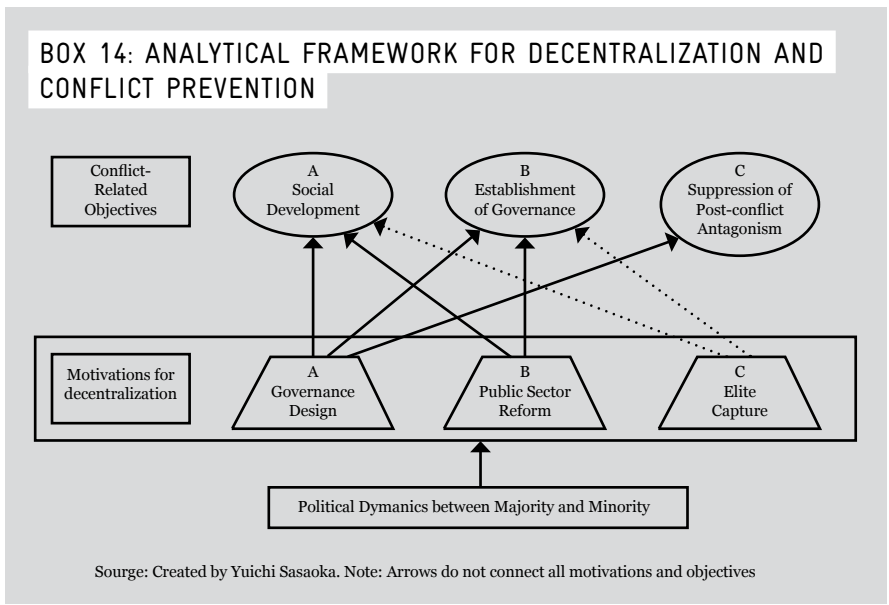 BOX 14: ANALYTICAL FRAMEWORK FOR DECENTRALIZATION AND
CONFLICT PREVENTION
Conflict-
Related
Objectives
A
Social
Development
B
Establishment
of Governance
C
Suppression of
Post-conflict
Antagonism
Motivations for
decentralization
A
Governance
Design
B
Public Sector
Reform
C
Elite
Capture
Political Dymanics between Majority and Minority
Sourge: Created by Yuichi Sasaoka. Note: Arrows do not connect all motivations and objectives